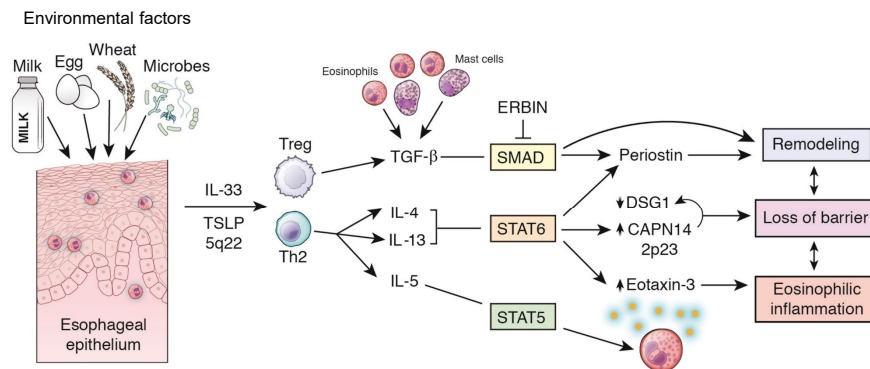 Environmental factors
Milk
Egg
Wheat
Microbes
MILK
Esophageal
epithelium
IL-33
TSLP
5q22
Treg
Th2
Eosinophils
Mast cells
TGF-β
IL-4
IL-13
IL-5
ERBIN
SMAD
STAT6
STAT5
Periostin
DSG1
CAPN14
2p23
Eotaxin-3
Remodeling
Loss of barrier
Eosinophilic
inflammation